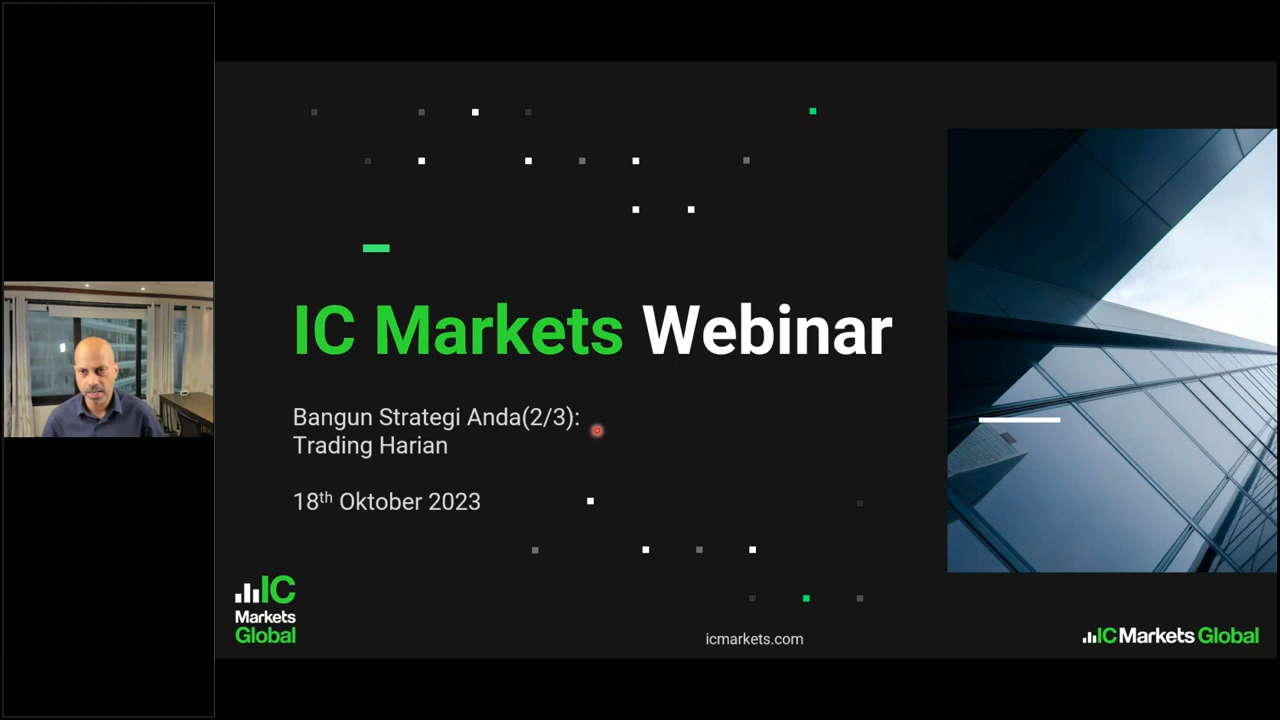 IC Markets Webinar
Bangun Strategi Anda(2/3):
Trading Harian
18th Oktober 2023
IC
Markets
Global
icmarkets.com
IC Markets Global